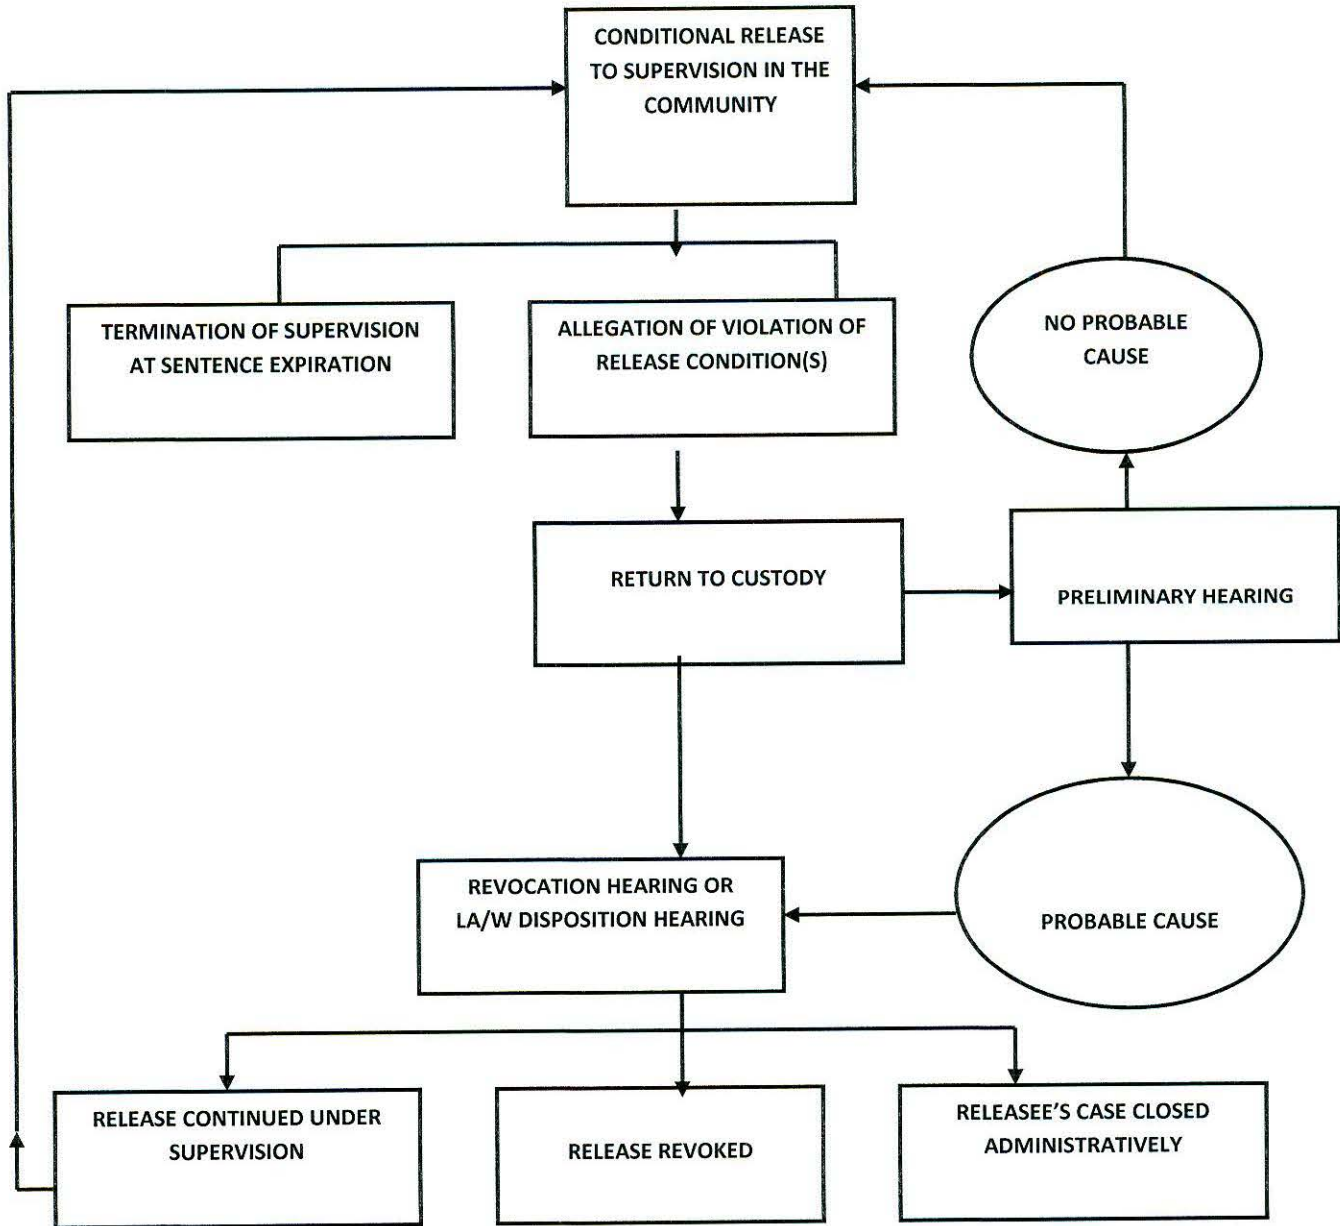 CONDITIONAL RELEASE
TO SUPERVISION IN THE
COMMUNITY
TERMINATION OF SUPERVISION
AT SENTENCE EXPIRATION
ALLEGATION OF VIOLATION OF
RELEASE CONDITION(S)
NO PROBABLE
CAUSE
RETURN TO CUSTODY
PRELIMINARY HEARING
REVOCATION HEARING OR
LA/W DISPOSITION HEARING
PROBABLE CAUSE
RELEASE CONTINUED UNDER
SUPERVISION
RELEASE REVOKED
RELEASEE'S CASE CLOSED
ADMINISTRATIVELY